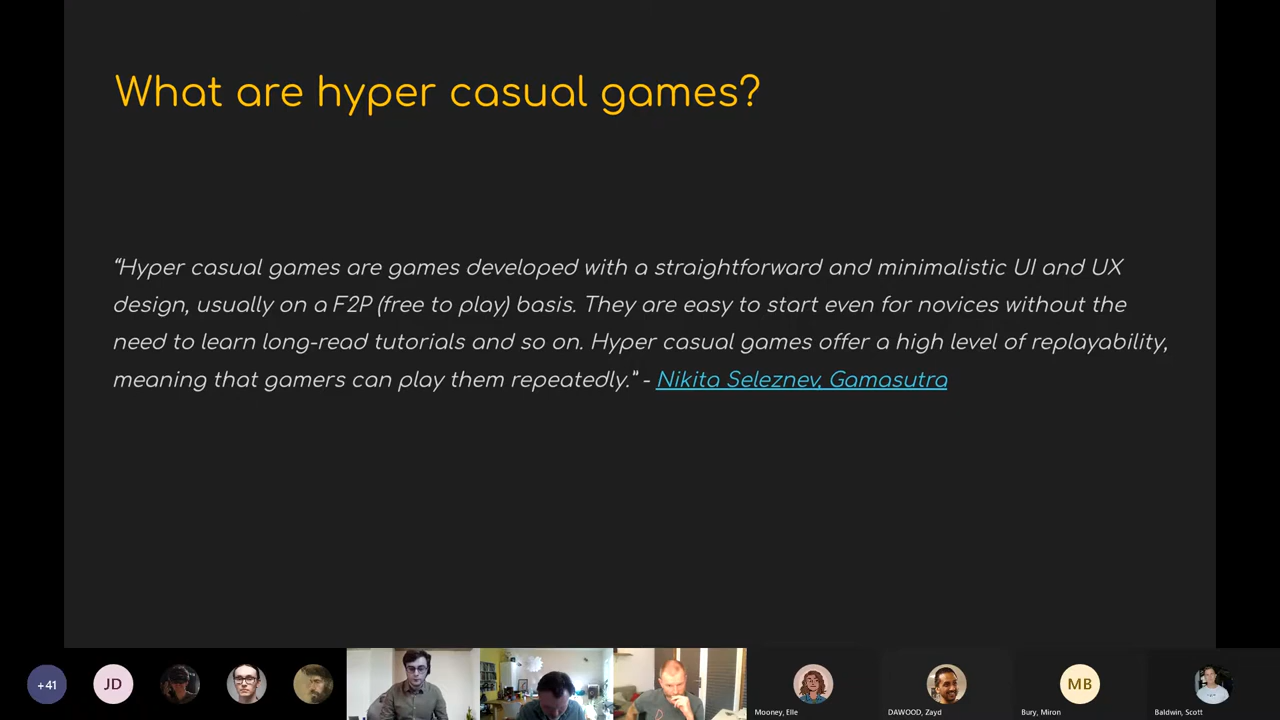 What are hyper casual games?
“Hyper casual games are games developed with a straightforward and minimalistic UI and UX
design, usually on a F2P (free to play) basis. They are easy to start even for novices without the
need to learn long-read tutorials and so on. Hyper casual games offer a high level of replayability,
meaning that gamers can play them repeatedly.” - Nikita Seleznev, Gamasutra
+41
JD
MB
Mooney, Elle
DAWOOD, Zayd
Bury, Miron
Baldwin, Scott